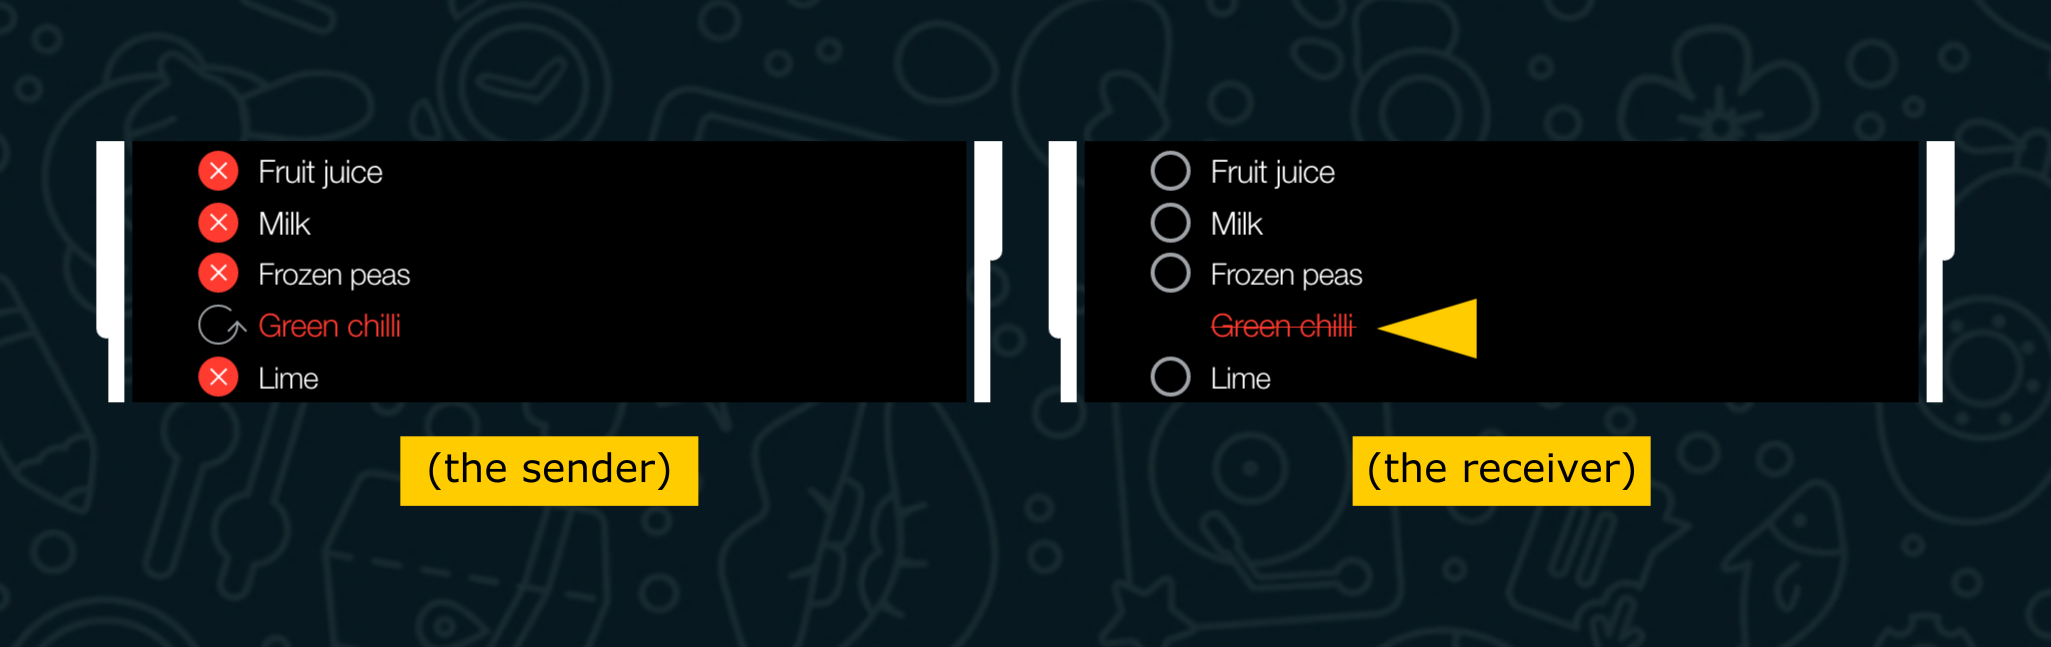 Fruit juice
Milk
Frozen peas
Green chilli
Lime
(the sender)
Fruit juice
Milk
Frozen peas
Green chilli
Lime
(the receiver)